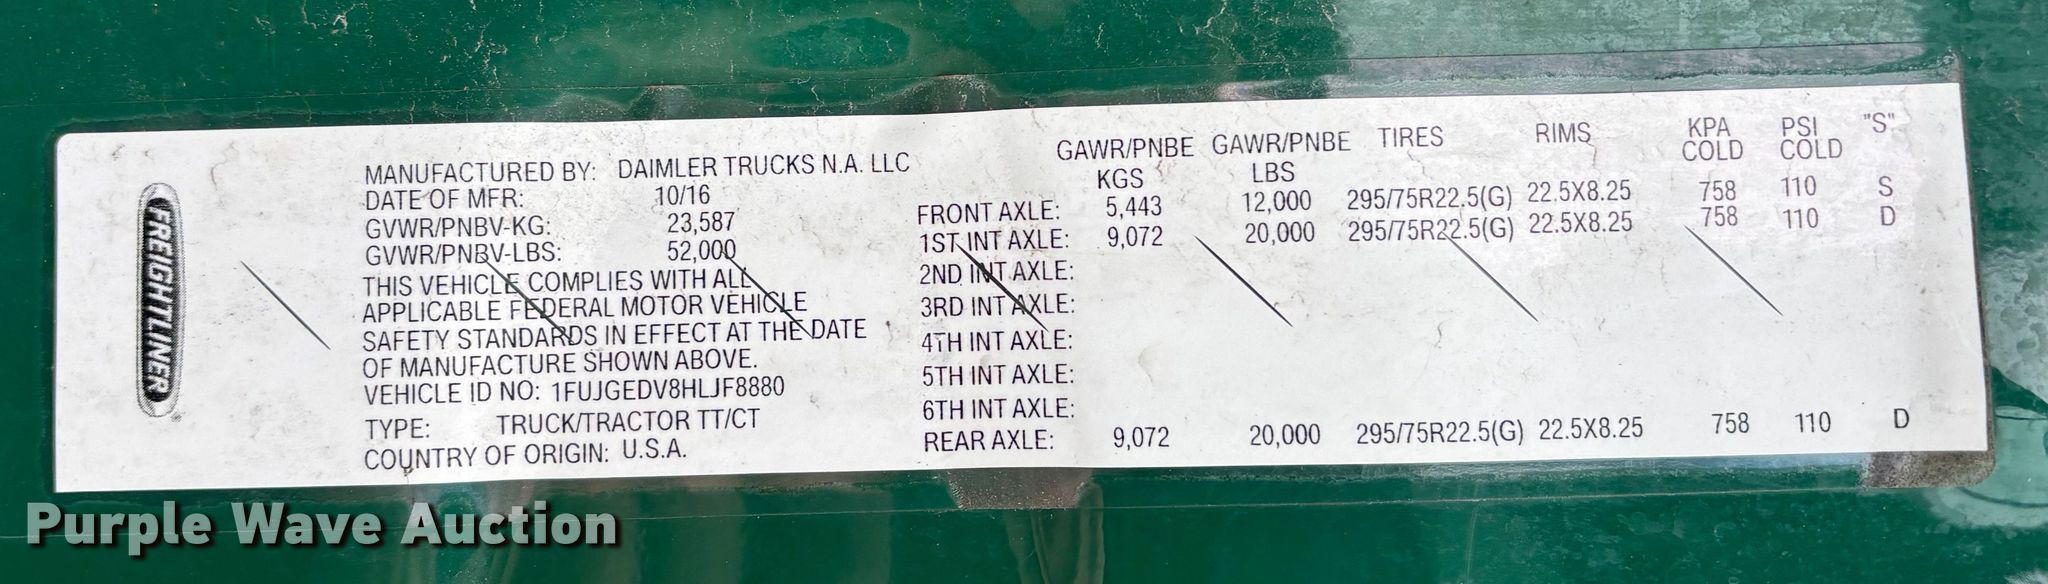 FREIGHTLINER
MANUFACTURED BY: DAIMLER TRUCKS N.A. LLC
DATE OF MFR: 10/16
GVWR/PNBV-KG: 23,587
GVWR/PNBV-LBS: 52,000
THIS VEHICLE COMPLIES WITH ALL
APPLICABLE FEDERAL MOTOR VEHICLE
SAFETY STANDARDS IN EFFECT AT THE DATE
OF MANUFACTURE SHOWN ABOVE.
VEHICLE ID NO: 1FUJGEDV8HLJF8880
TYPE: TRUCK/TRACTOR TT/CT
COUNTRY OF ORIGIN: U.S.A.
GAWR/PNBE GAWR/PNBE TIRES RIMS KPA PSI "S"
KGS LBS COLD COLD
FRONT AXLE: 5,443 12,000 295/75R22.5(G) 22.5X8.25 758 110 S
1ST INT AXLE: 9,072 20,000 295/75R22.5(G) 22.5X8.25 758 110 D
2ND INT AXLE:
3RD INT AXLE:
4TH INT AXLE:
5TH INT AXLE:
6TH INT AXLE:
REAR AXLE: 9,072 20,000 295/75R22.5(G) 22.5X8.25 758 110 D
Purple Wave Auction